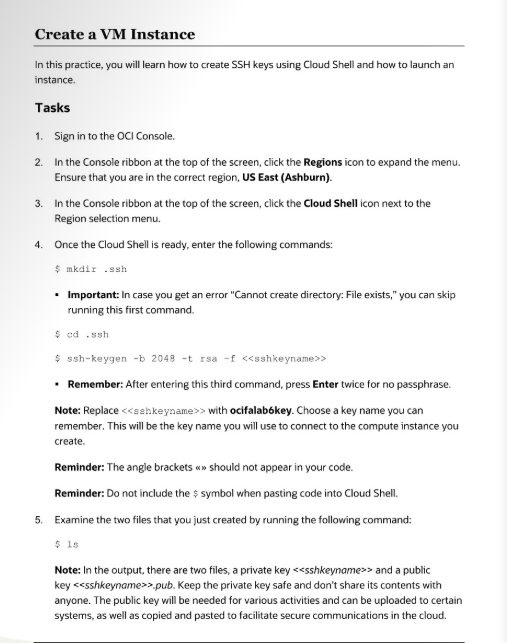 Create a VM Instance
In this practice, you will learn how to create SSH keys using Cloud Shell and how to launch an
instance.
Tasks
1. Sign in to the OCI Console.
2. In the Console ribbon at the top of the screen, click the Regions icon to expand the menu.
Ensure that you are in the correct region, US East (Ashburn).
3. In the Console ribbon at the top of the screen, click the Cloud Shell icon next to the
Region selection menu.
4. Once the Cloud Shell is ready, enter the following commands:
$ mkdir .ssh
▪ Important: In case you get an error “Cannot create directory: File exists,” you can skip
running this first command.
$ cd .ssh
$ ssh-keygen -b 2048 -t rsa -f <<sshkeyname>>
▪ Remember: After entering this third command, press Enter twice for no passphrase.
Note: Replace <<sshkeyname>> with ocifalab6key. Choose a key name you can
remember. This will be the key name you will use to connect to the compute instance you
create.
Reminder: The angle brackets «» should not appear in your code.
Reminder: Do not include the $ symbol when pasting code into Cloud Shell.
5. Examine the two files that you just created by running the following command:
$ ls
Note: In the output, there are two files, a private key <<sshkeyname>> and a public
key <<sshkeyname>>.pub. Keep the private key safe and don’t share its contents with
anyone. The public key will be needed for various activities and can be uploaded to certain
systems, as well as copied and pasted to facilitate secure communications in the cloud.